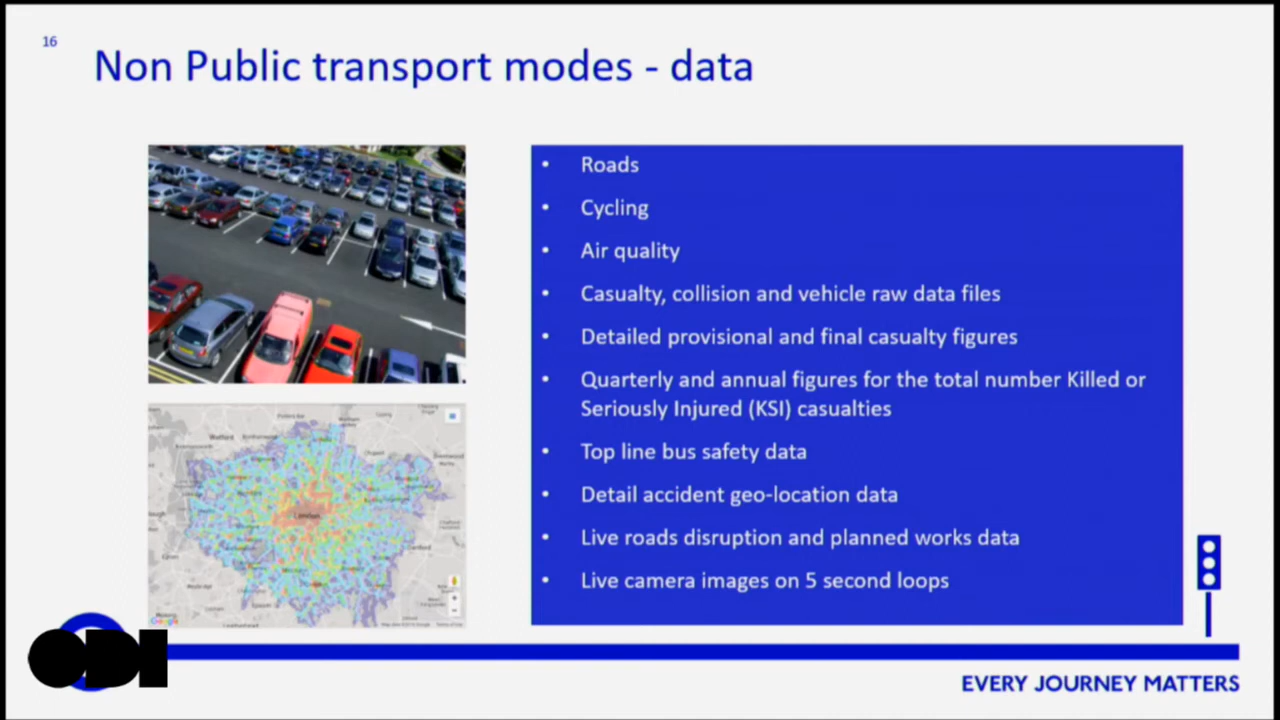 16
Non Public transport modes - data
• Roads
• Cycling
• Air quality
• Casualty, collision and vehicle raw data files
• Detailed provisional and final casualty figures
• Quarterly and annual figures for the total number Killed or
Seriously Injured (KSI) casualties
• Top line bus safety data
• Detail accident geo-location data
• Live roads disruption and planned works data
• Live camera images on 5 second loops
Watford
London
Google
ODI
EVERY JOURNEY MATTERS